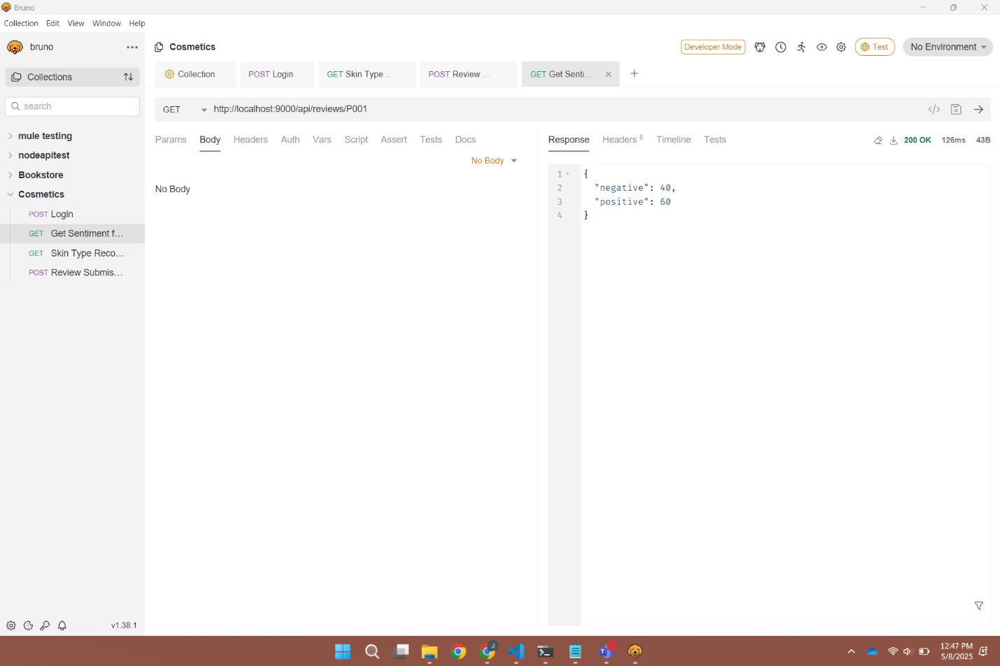 Bruno
Collection Edit View Window Help
bruno
Cosmetics
Developer Mode
Test
No Environment
Collections
Collection
POST Login
GET Skin Type ...
POST Review ...
GET Get Senti...
search
GET
http://localhost:9000/api/reviews/P001
mule testing
nodeapitest
Bookstore
Cosmetics
POST Login
GET Get Sentiment f...
GET Skin Type Reco...
POST Review Submis...
Params Body Headers Auth Vars Script Assert Tests Docs
No Body
No Body
Response Headers 6 Timeline Tests
200 OK 126ms 43B
1 {
2 "negative": 40,
3 "positive": 60
4 }
v1.38.1
J
T
12:47 PM
5/8/2025